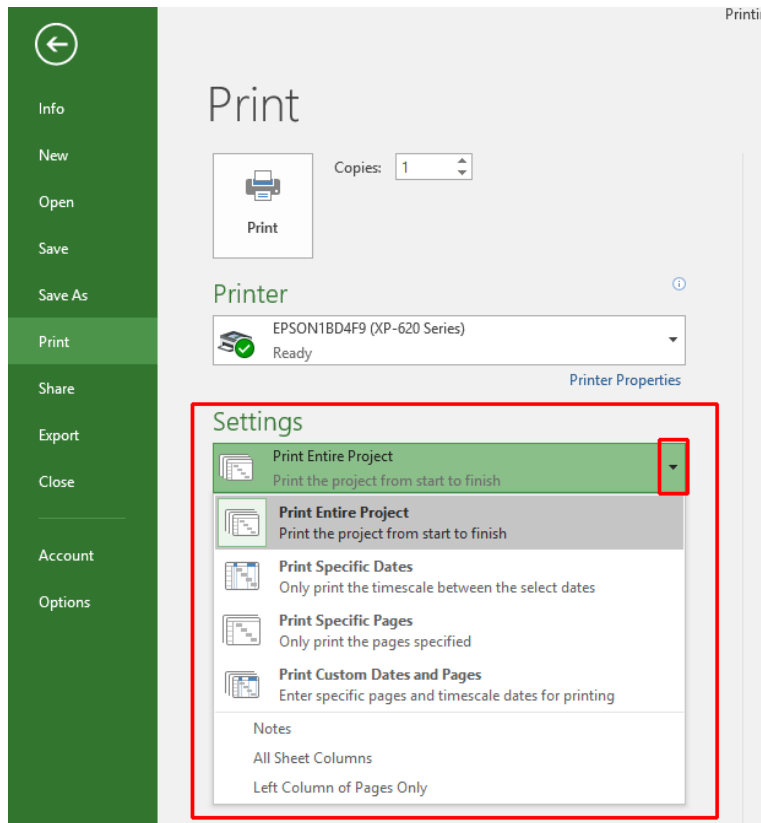 Printi
Info
New
Open
Save
Save As
Print
Share
Export
Close
Account
Options
Print
Print
Copies: 1
Printer
EPSON1BD4F9 (XP-620 Series)
Ready
Printer Properties
Settings
Print Entire Project
Print the project from start to finish
Print Entire Project
Print the project from start to finish
Print Specific Dates
Only print the timescale between the select dates
Print Specific Pages
Only print the pages specified
Print Custom Dates and Pages
Enter specific pages and timescale dates for printing
Notes
All Sheet Columns
Left Column of Pages Only